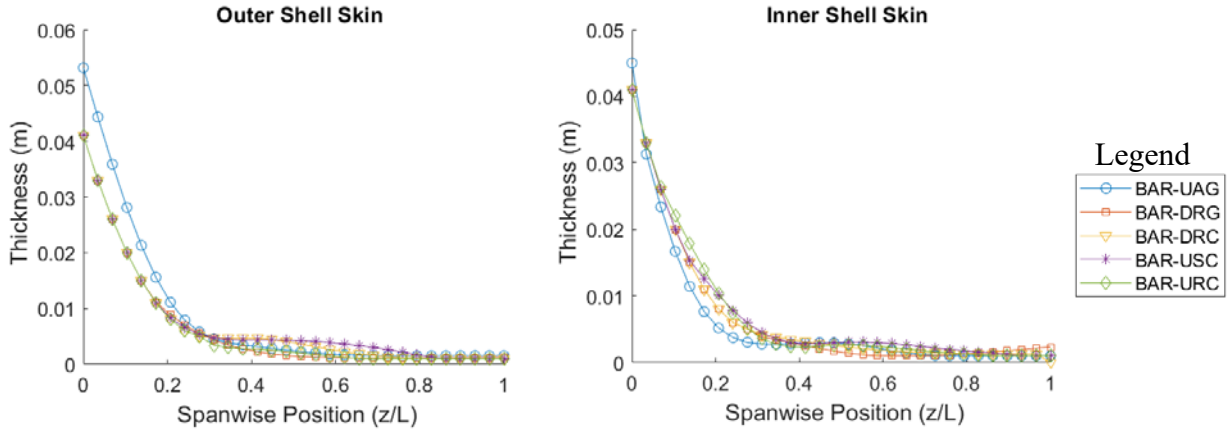 Outer Shell Skin
0.06
0.05
0.04
0.03
0.02
0.01
0
Thickness (m)
0 0.2 0.4 0.6 0.8 1
Spanwise Position (z/L)
Inner Shell Skin
0.05
0.04
0.03
0.02
0.01
0
Thickness (m)
0 0.2 0.4 0.6 0.8 1
Spanwise Position (z/L)
Legend
BAR-UAG
BAR-DRG
BAR-DRC
BAR-USC
BAR-URC